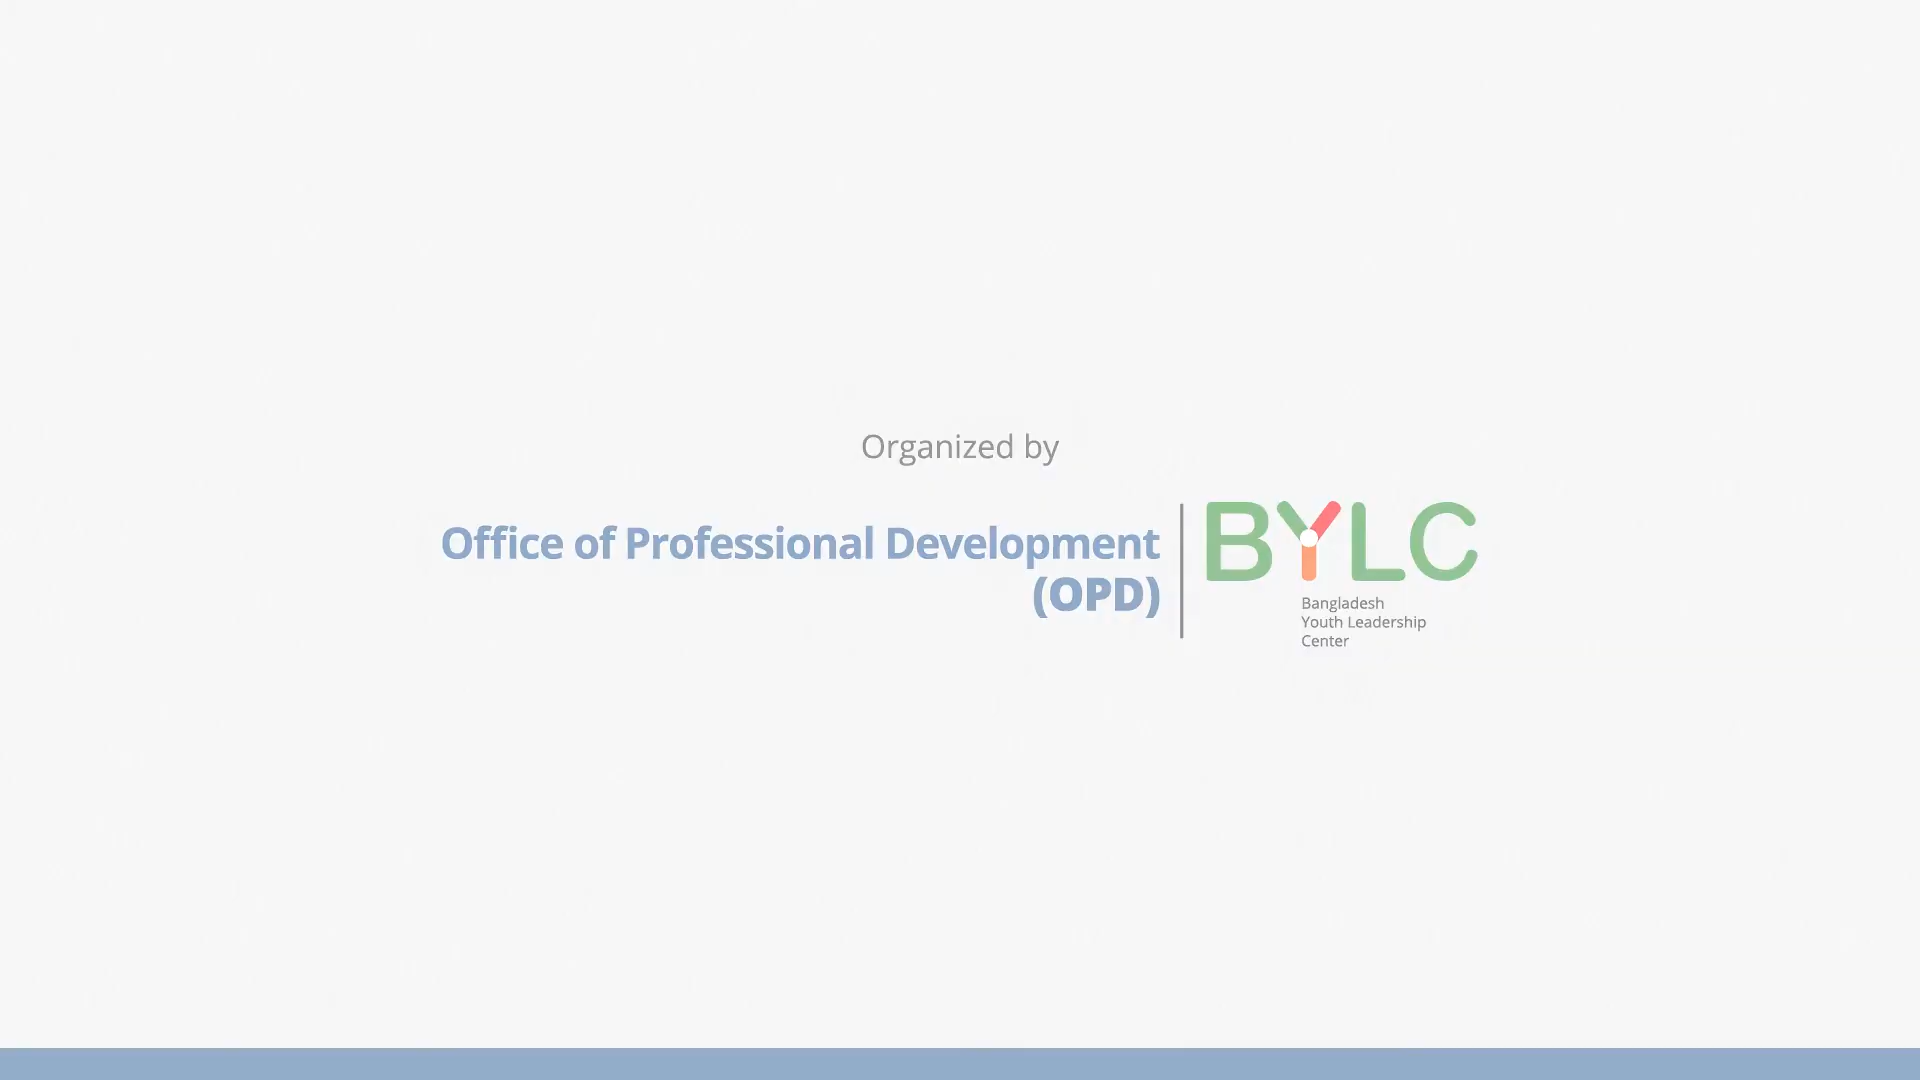 Organized by
Office of Professional Development
(OPD)
BYLC
Bangladesh
Youth Leadership
Center